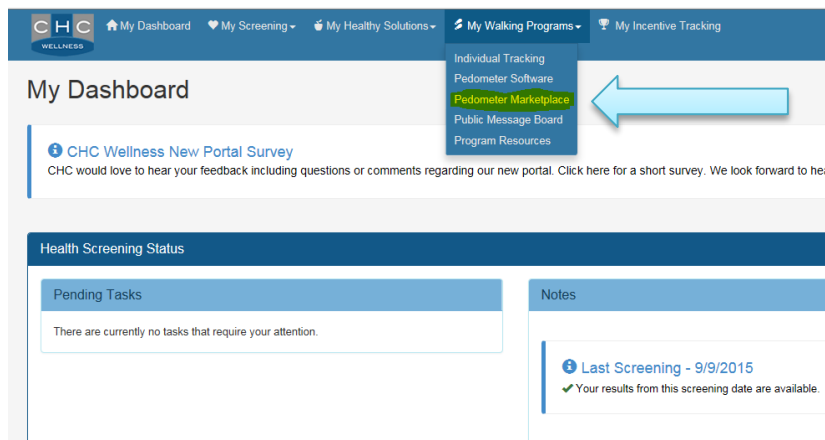 CHC
WELLNESS
My Dashboard
My Screening
My Healthy Solutions
My Walking Programs
My Incentive Tracking
Individual Tracking
Pedometer Software
Pedometer Marketplace
Public Message Board
Program Resources
My Dashboard
CHC Wellness New Portal Survey
CHC would love to hear your feedback including questions or comments regarding our new portal. Click here for a short survey. We look forward to hea
Health Screening Status
Pending Tasks
There are currently no tasks that require your attention.
Notes
Last Screening - 9/9/2015
Your results from this screening date are available.